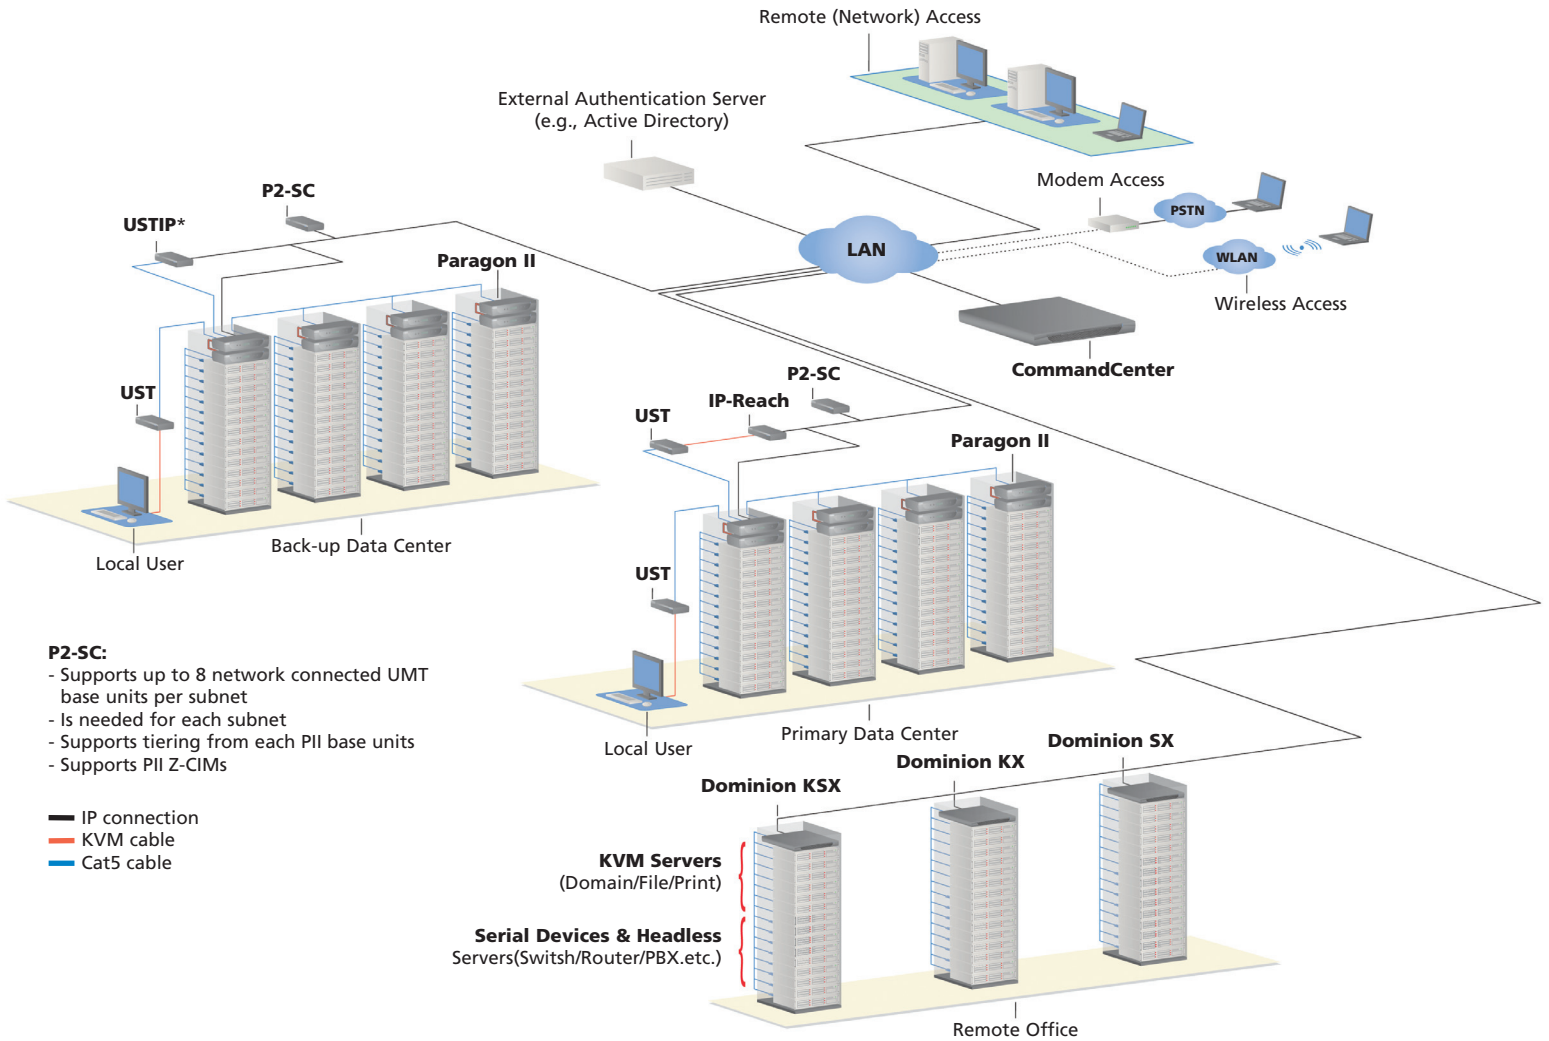 Remote (Network) Access
External Authentication Server
(e.g., Active Directory)
P2-SC
USTIP*
Modem Access
PSTN
LAN
WLAN
Wireless Access
Paragon II
CommandCenter
UST
P2-SC
IP-Reach
UST
Paragon II
Back-up Data Center
Local User
UST
P2-SC:
- Supports up to 8 network connected UMT
base units per subnet
- Is needed for each subnet
- Supports tiering from each PII base units
- Supports PII Z-CIMs
Primary Data Center
Local User
Dominion SX
Dominion KX
Dominion KSX
IP connection
KVM cable
Cat5 cable
KVM Servers
(Domain/File/Print)
Serial Devices & Headless
Servers(Switsh/Router/PBX.etc.)
Remote Office